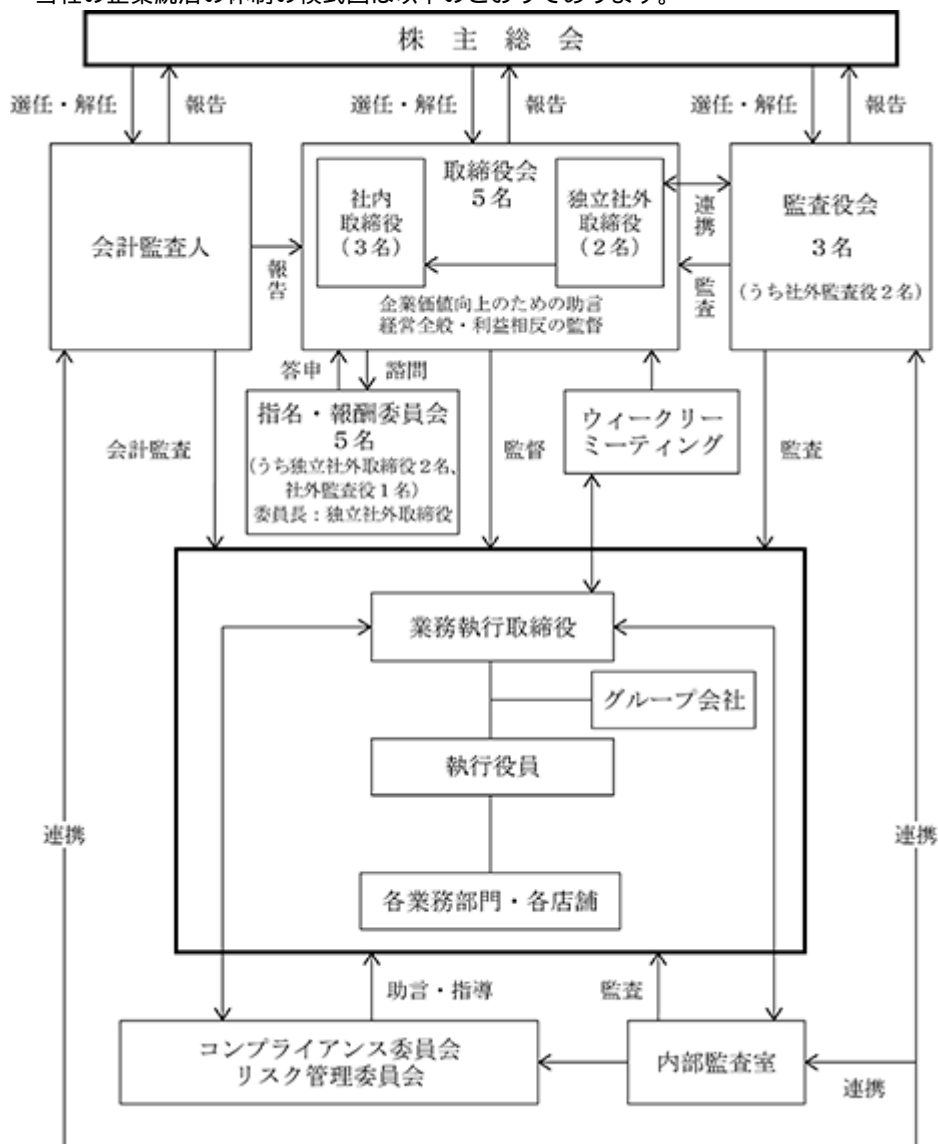 当社の企業統治の体制の模式図は以下のとおりであります。
株主総会
選任・解任
報告
選任・解任
報告
選任・解任
報告
会計監査人
報告
取締役会
5名
社内
取締役
(3名)
独立社外
取締役
(2名)
企業価値向上のための助言
経営全般・利益相反の監督
連携
監査
監査役会
3名
(うち社外監査役2名)
答申
諮問
指名・報酬委員会
5名
(うち独立社外取締役2名、
社外監査役1名)
委員長:独立社外取締役
ウィークリー
ミーティング
会計監査
監督
監査
業務執行取締役
グループ会社
執行役員
各業務部門・各店舗
連携
連携
助言・指導
監査
コンプライアンス委員会
リスク管理委員会
内部監査室
連携